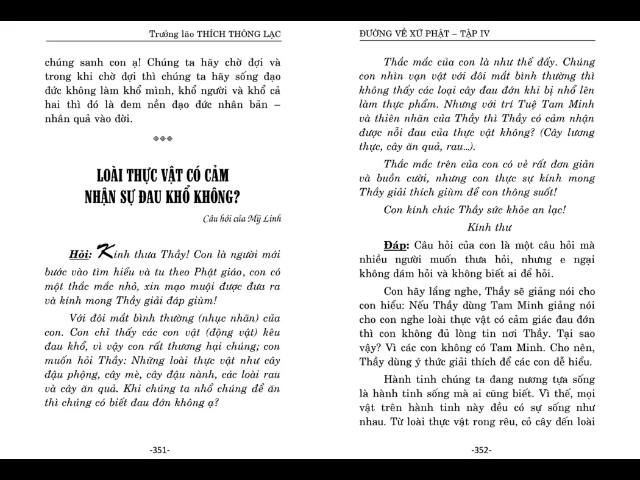 Trưởng lão THÍCH THÔNG LẠC
chúng sanh con ạ! Chúng ta hãy chờ đợi và
trong khi chờ đợi thì chúng ta hãy sống đạo
đức không làm khổ mình, khổ người và khổ cả
hai thì đó là đem nền đạo đức nhân bản –
nhân quả vào đời.
LOÀI THỰC VẬT CÓ CẢM
NHẬN SỰ ĐAU KHỔ KHÔNG?
Câu hỏi của Mỹ Linh
Hỏi: Kính thưa Thầy! Con là người mới
bước vào tìm hiểu và tu theo Phật giáo, con có
một thắc mắc nhỏ, xin mạo muội được đưa ra
và kính mong Thầy giải đáp giùm!
Với đôi mắt bình thường (nhục nhãn) của
con. Con chỉ thấy các con vật (động vật) kêu
đau khổ, vì vậy con rất thương hại chúng; con
muốn hỏi Thầy: Những loài thực vật như cây
đậu phộng, cây mè, cây đậu nành, các loài rau
và cây ăn quả. Khi chúng ta nhổ chúng để ăn
thì chúng có biết đau đớn không ạ?
-351-
ĐƯỜNG VỀ XỨ PHẬT – TẬP IV
Thắc mắc của con là như thế đấy. Chúng
con nhìn vạn vật với đôi mắt bình thường thì
không thấy các loại cây đau đớn khi bị nhổ lên
làm thực phẩm. Nhưng với trí Tuệ Tam Minh
và thiên nhãn của Thầy thì Thầy có cảm nhận
được nỗi đau của thực vật không? (Cây lương
thực, cây ăn quả, rau...).
Thắc mắc trên của con có vẻ rất đơn giản
và buồn cười, nhưng con thực sự kính mong
Thầy giải thích giùm để con thông suốt!
Con kính chúc Thầy sức khỏe an lạc!
Kính thư
Đáp: Câu hỏi của con là một câu hỏi mà
nhiều người muốn thưa hỏi, nhưng e ngại
không dám hỏi và không biết ai để hỏi.
Con hãy lắng nghe, Thầy sẽ giảng nói cho
con hiểu: Nếu Thầy dùng Tam Minh giảng nói
cho con nghe loài thực vật có cảm giác đau đớn
thì con không đủ lòng tin nơi Thầy. Tại sao
vậy? Vì các con không có Tam Minh. Cho nên,
Thầy dùng ý thức giải thích để các con dễ hiểu.
Hành tinh chúng ta đang nương tựa sống
là hành tinh sống mà ai cũng biết. Vì thế, mọi
vật trên hành tinh này đều có sự sống như
nhau. Từ loài thực vật rong rêu, cỏ cây đến loài
-352-